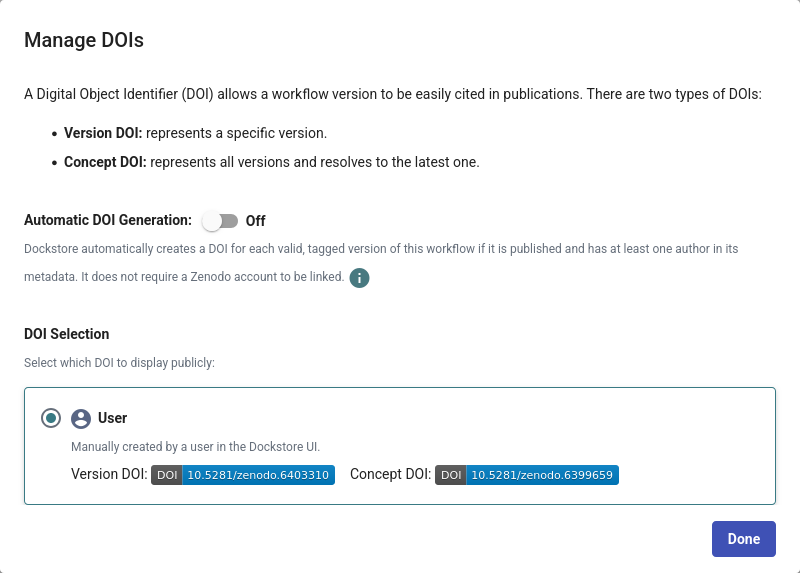 Manage DOIs
A Digital Object Identifier (DOI) allows a workflow version to be easily cited in publications. There are two types of DOIs:
• Version DOI: represents a specific version.
• Concept DOI: represents all versions and resolves to the latest one.
Automatic DOI Generation: Off
Dockstore automatically creates a DOI for each valid, tagged version of this workflow if it is published and has at least one author in its
metadata. It does not require a Zenodo account to be linked. i
DOI Selection
Select which DOI to display publicly:
User
Manually created by a user in the Dockstore UI.
Version DOI: DOI 10.5281/zenodo.6403310 Concept DOI: DOI 10.5281/zenodo.6399659
Done